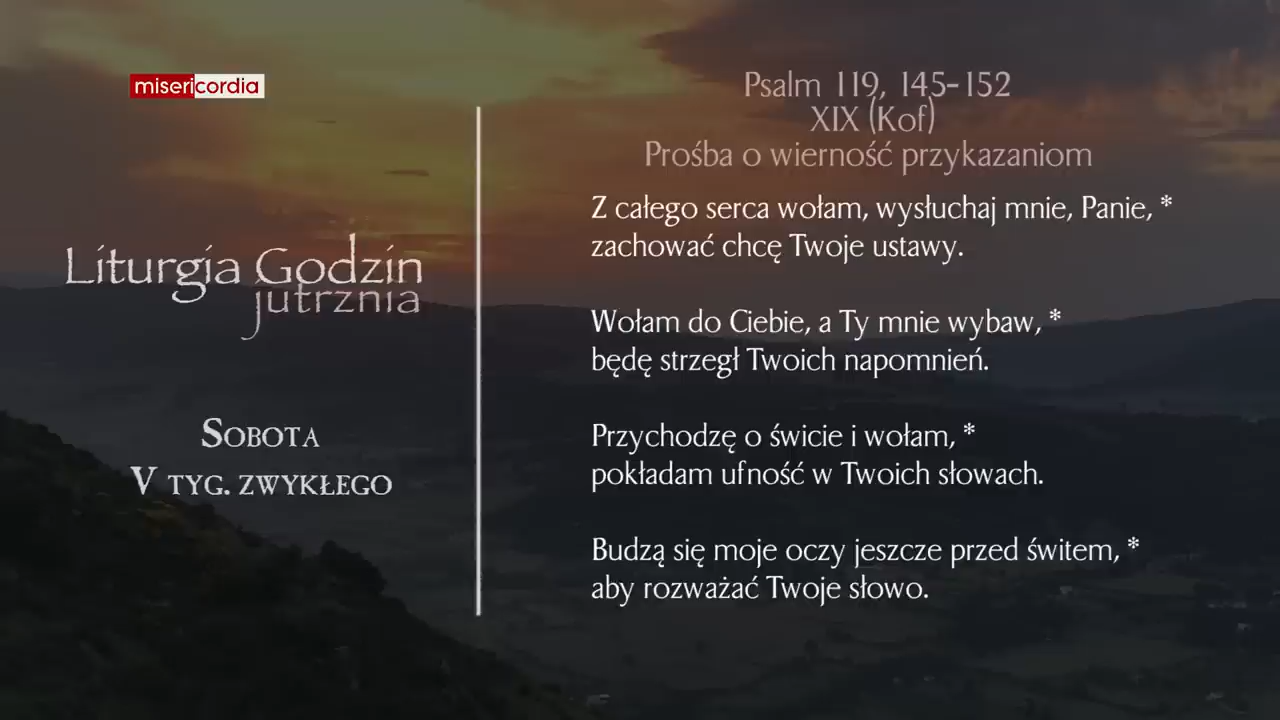 misericordia
Liturgia Godzin
jutrznia
Sobota
V tyg. zwykłego
Psalm 119, 145-152
XIX (Kof)
Prośba o wierność przykazaniom
Z całego serca wołam, wysłuchaj mnie, Panie, *
zachować chcę Twoje ustawy.
Wołam do Ciebie, a Ty mnie wybaw, *
będę strzegł Twoich napomnień.
Przychodzę o świcie i wołam, *
pokładam ufność w Twoich słowach.
Budzą się moje oczy jeszcze przed świtem, *
aby rozważać Twoje słowo.